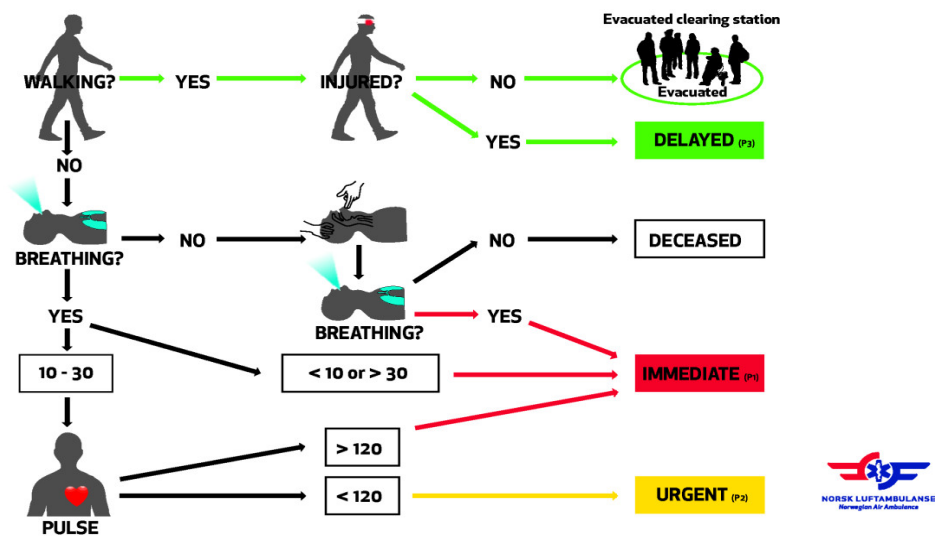 Evacuated clearing station
WALKING?
YES
INJURED?
NO
Evacuated
YES
DELAYED (P3)
NO
BREATHING?
NO
NO
DECEASED
BREATHING?
YES
YES
10 - 30
< 10 or > 30
IMMEDIATE (P1)
> 120
< 120
URGENT (P2)
PULSE
NORSK LUFTAMBULANSE
Norwegian Air Ambulance